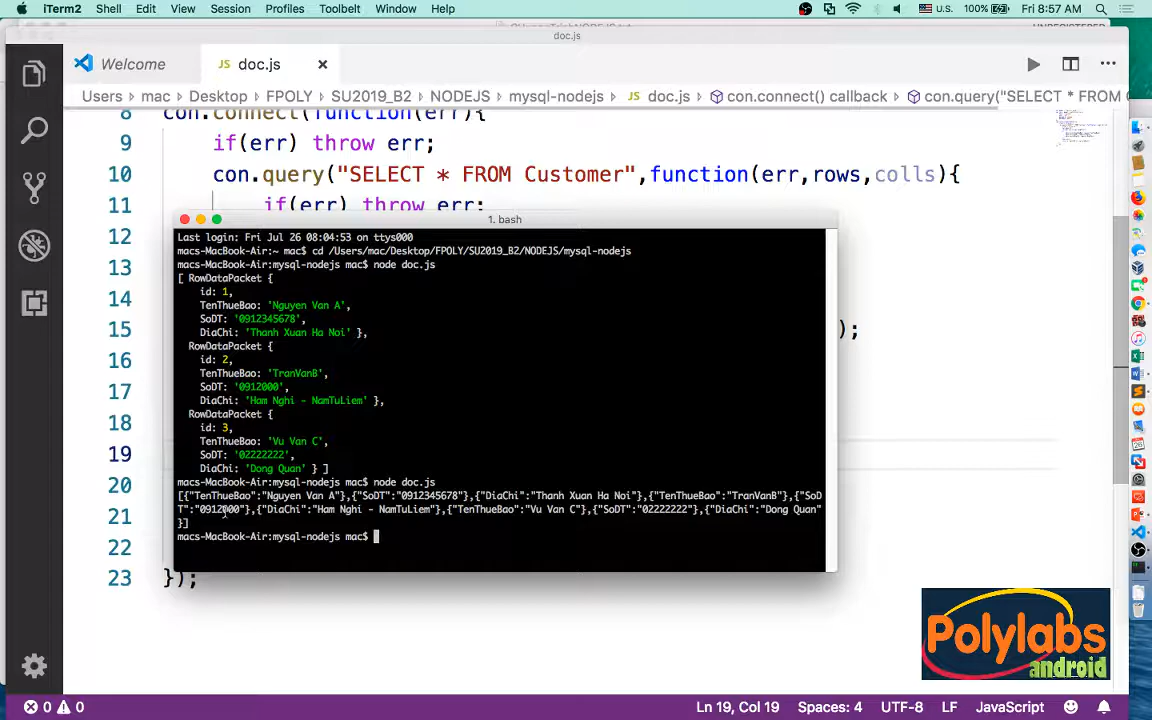 iTerm2 Shell Edit View Session Profiles Toolbelt Window Help U.S. 100% Fri 8:57 AM
doc.js
Welcome JS doc.js
Users > mac > Desktop > FPOLY > SU2019_B2 > NODEJS > mysql-nodejs > JS doc.js > con.connect() callback > con.query("SELECT * FROM C
8 con.connect(function(err){
9 if(err) throw err;
10 con.query("SELECT * FROM Customer",function(err,rows,colls){
11 if(err) throw err;
12
13
14
15 );
16
17
18
19
20
21
22
23 });
1. bash
Last login: Fri Jul 26 08:04:53 on ttys000
macs-MacBook-Air:~ mac$ cd /Users/mac/Desktop/FPOLY/SU2019_B2/NODEJS/mysql-nodejs
macs-MacBook-Air:mysql-nodejs mac$ node doc.js
[ RowDataPacket {
id: 1,
TenThueBao: 'Nguyen Van A',
SoDT: '0912345678',
DiaChi: 'Thanh Xuan Ha Noi' },
RowDataPacket {
id: 2,
TenThueBao: 'TranVanB',
SoDT: '0912000',
DiaChi: 'Ham Nghi - NamTuLiem' },
RowDataPacket {
id: 3,
TenThueBao: 'Vu Van C',
SoDT: '02222222',
DiaChi: 'Dong Quan' } ]
macs-MacBook-Air:mysql-nodejs mac$ node doc.js
[{"TenThueBao":"Nguyen Van A"},{"SoDT":"0912345678"},{"DiaChi":"Thanh Xuan Ha Noi"},{"TenThueBao":"TranVanB"},{"SoD
T":"0912000"},{"DiaChi":"Ham Nghi - NamTuLiem"},{"TenThueBao":"Vu Van C"},{"SoDT":"02222222"},{"DiaChi":"Dong Quan"
}]
macs-MacBook-Air:mysql-nodejs mac$
Polylabs
android
0 0 Ln 19, Col 19 Spaces: 4 UTF-8 LF JavaScript